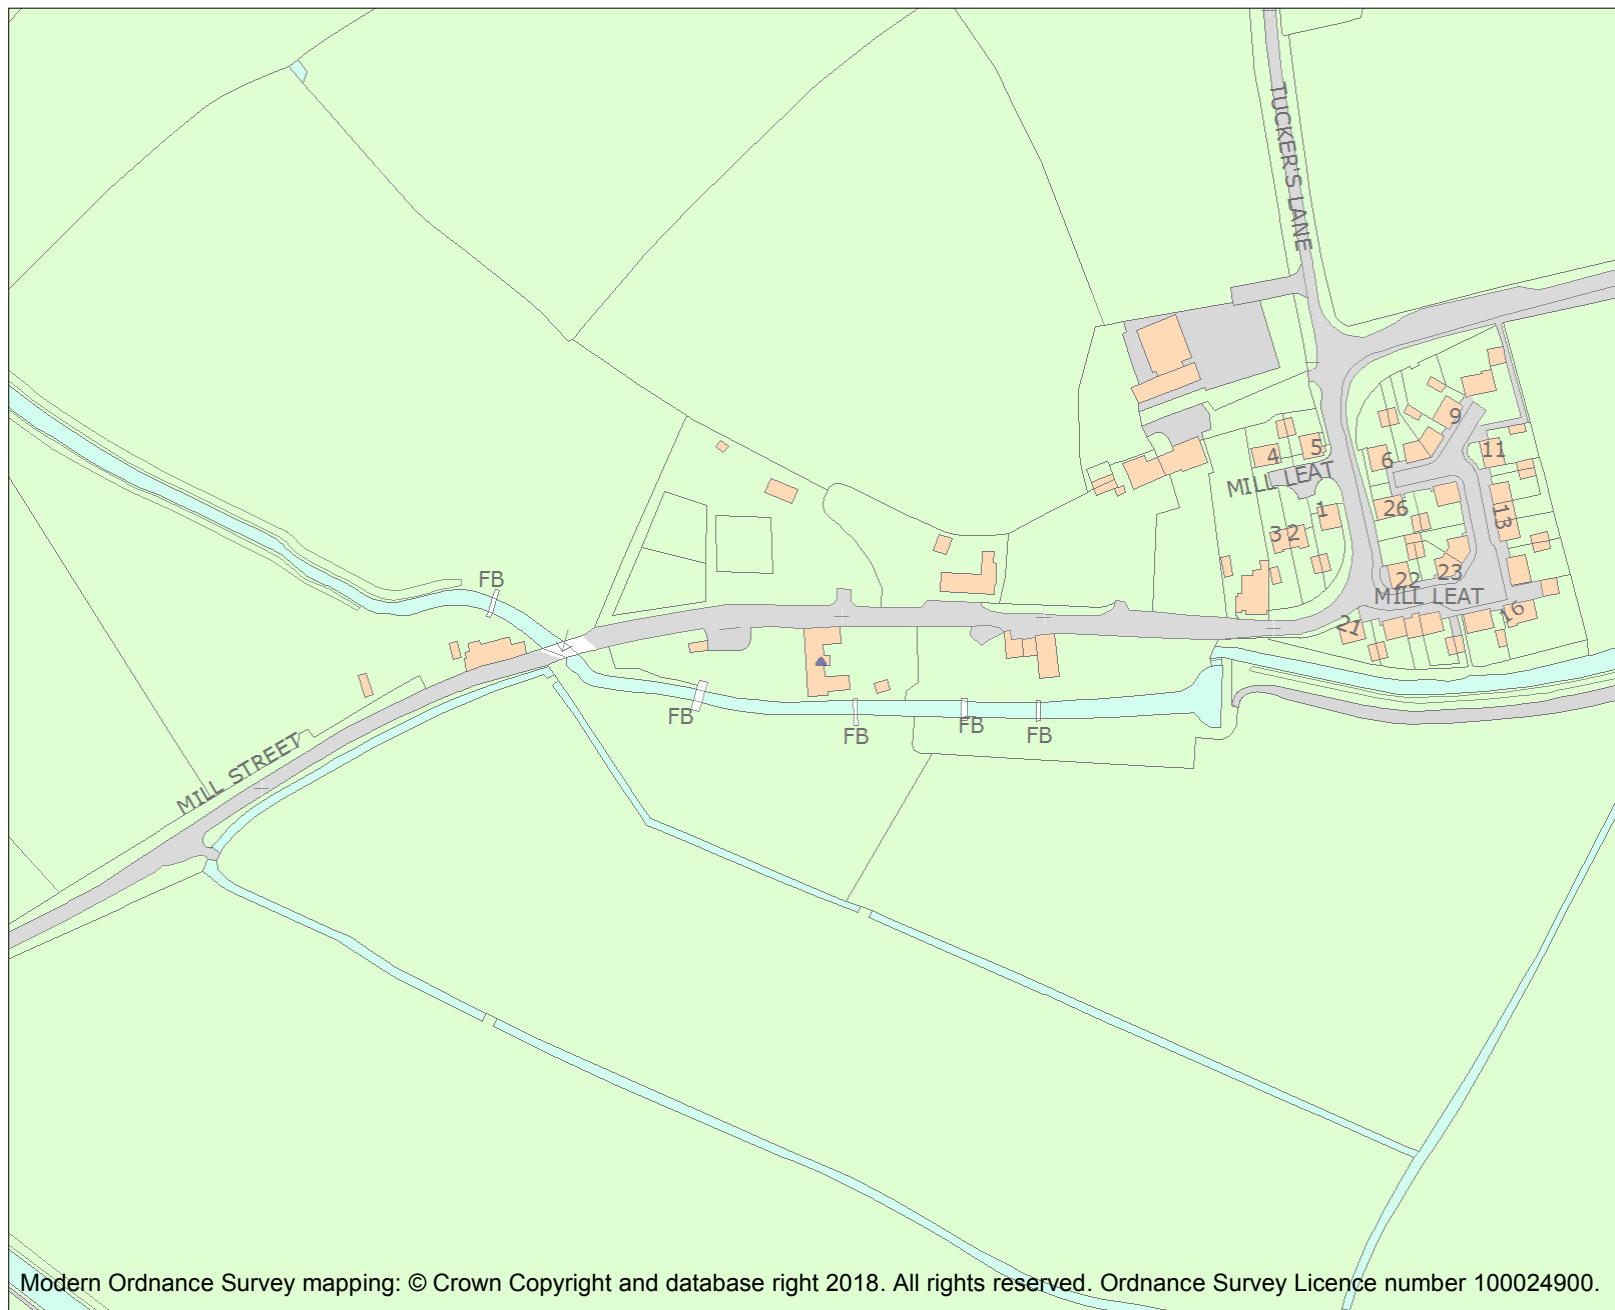 TUCKER'S LANE
9
5
4
11
6
MILL LEAT
1
26
13
3
2
23
22
FB
MILL LEAT
16
21
FB
FB
FB
FB
MILL STREET
Modern Ordnance Survey mapping: © Crown Copyright and database right 2018. All rights reserved. Ordnance Survey Licence number 100024900.